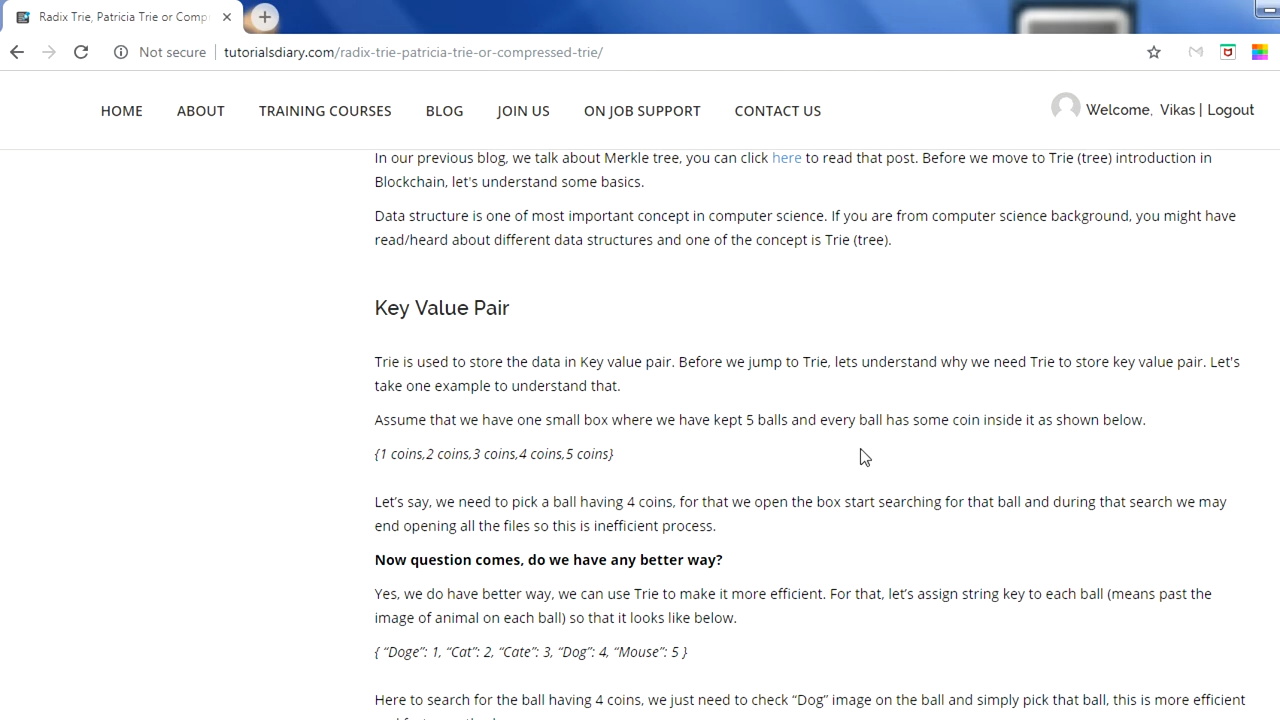 Radix Trie, Patricia Trie or Comp
Not secure
tutorialsdiary.com/radix-trie-patricia-trie-or-compressed-trie/
HOME ABOUT TRAINING COURSES BLOG JOIN US ON JOB SUPPORT CONTACT US
Welcome, Vikas | Logout
In our previous blog, we talk about Merkle tree, you can click here to read that post. Before we move to Trie (tree) introduction in
Blockchain, let's understand some basics.
Data structure is one of most important concept in computer science. If you are from computer science background, you might have
read/heard about different data structures and one of the concept is Trie (tree).
Key Value Pair
Trie is used to store the data in Key value pair. Before we jump to Trie, lets understand why we need Trie to store key value pair. Let's
take one example to understand that.
Assume that we have one small box where we have kept 5 balls and every ball has some coin inside it as shown below.
{1 coins,2 coins,3 coins,4 coins,5 coins}
Let’s say, we need to pick a ball having 4 coins, for that we open the box start searching for that ball and during that search we may
end opening all the files so this is inefficient process.
Now question comes, do we have any better way?
Yes, we do have better way, we can use Trie to make it more efficient. For that, let’s assign string key to each ball (means past the
image of animal on each ball) so that it looks like below.
{ “Doge”: 1, “Cat”: 2, “Cate”: 3, “Dog”: 4, “Mouse”: 5 }
Here to search for the ball having 4 coins, we just need to check “Dog” image on the ball and simply pick that ball, this is more efficient